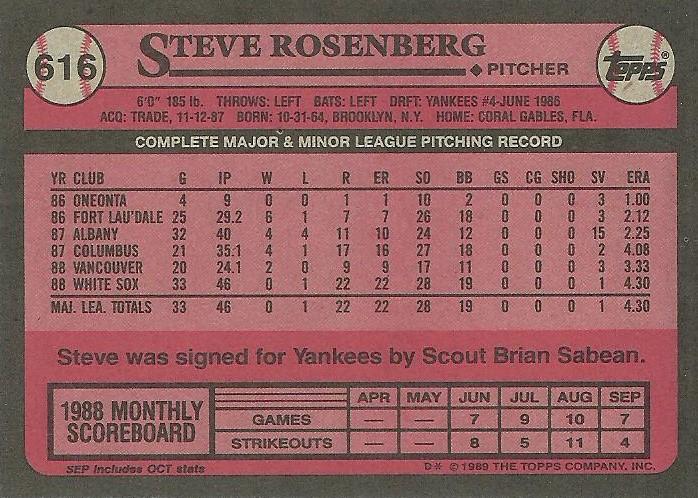 616
STEVE ROSENBERG
PITCHER
Topps®
6'0" 185 lb. THROWS: LEFT BATS: LEFT DRFT: YANKEES #4-JUNE 1986
ACQ: TRADE, 11-12-87 BORN: 10-31-64, BROOKLYN, N.Y. HOME: CORAL GABLES, FLA.
COMPLETE MAJOR & MINOR LEAGUE PITCHING RECORD
YR CLUB G IP W L R ER SO BB GS CG SHO SV ERA
86 ONEONTA 4 9 0 0 1 1 10 2 0 0 0 3 1.00
86 FORT LAU'DALE 25 29.2 6 1 7 7 26 18 0 0 0 3 2.12
87 ALBANY 32 40 4 4 11 10 24 12 0 0 0 15 2.25
87 COLUMBUS 21 35.1 4 1 17 16 27 18 0 0 0 2 4.08
88 VANCOUVER 20 24.1 2 0 9 9 17 11 0 0 0 3 3.33
88 WHITE SOX 33 46 0 1 22 22 28 19 0 0 0 1 4.30
MAJ. LEA. TOTALS 33 46 0 1 22 22 28 19 0 0 0 1 4.30
Steve was signed for Yankees by Scout Brian Sabean.
1988 MONTHLY
SCOREBOARD
APR MAY JUN JUL AUG SEP
GAMES — — 7 9 10 7
STRIKEOUTS — — 8 5 11 4
SEP includes OCT stats
D* © 1989 THE TOPPS COMPANY, INC.